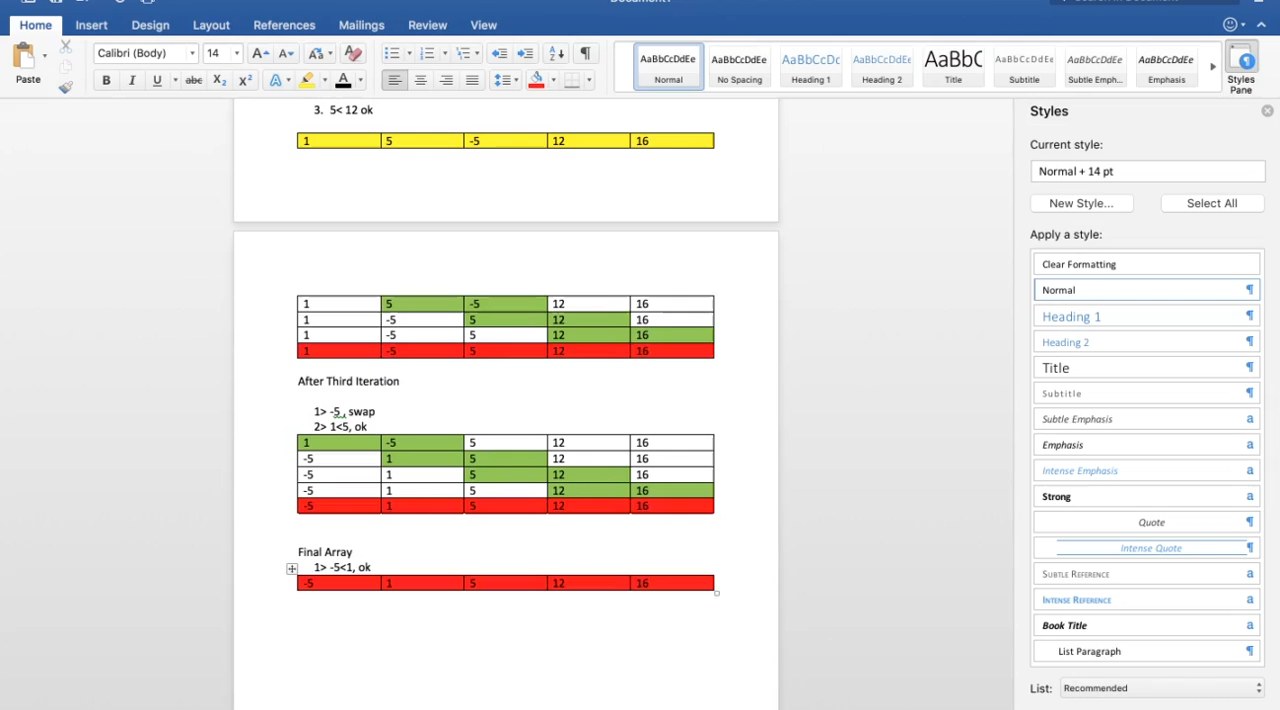 Home Insert Design Layout References Mailings Review View
Paste
Calibri (Body) 14
AaBbCcDdEe AaBbCcDdEe AaBbCcDc AaBbCcDdEe AaBbC AaBbCcDdEe AaBbCcDdEe AaBbCcDdEe
Normal No Spacing Heading 1 Heading 2 Title Subtitle Subtle Emph... Emphasis
Styles
Pane
3. 5< 12 ok
1 5 -5 12 16
1 5 -5 12 16
1 -5 5 12 16
1 -5 5 12 16
1 -5 5 12 16
After Third Iteration
1> -5 , swap
2> 1<5, ok
1 -5 5 12 16
-5 1 5 12 16
-5 1 5 12 16
-5 1 5 12 16
-5 1 5 12 16
Final Array
1> -5<1, ok
-5 1 5 12 16
Styles
Current style:
Normal + 14 pt
New Style... Select All
Apply a style:
Clear Formatting
Normal
Heading 1
Heading 2
Title
Subtitle
Subtle Emphasis
Emphasis
Intense Emphasis
Strong
Quote
Intense Quote
Subtle Reference
Intense Reference
Book Title
List Paragraph
List: Recommended